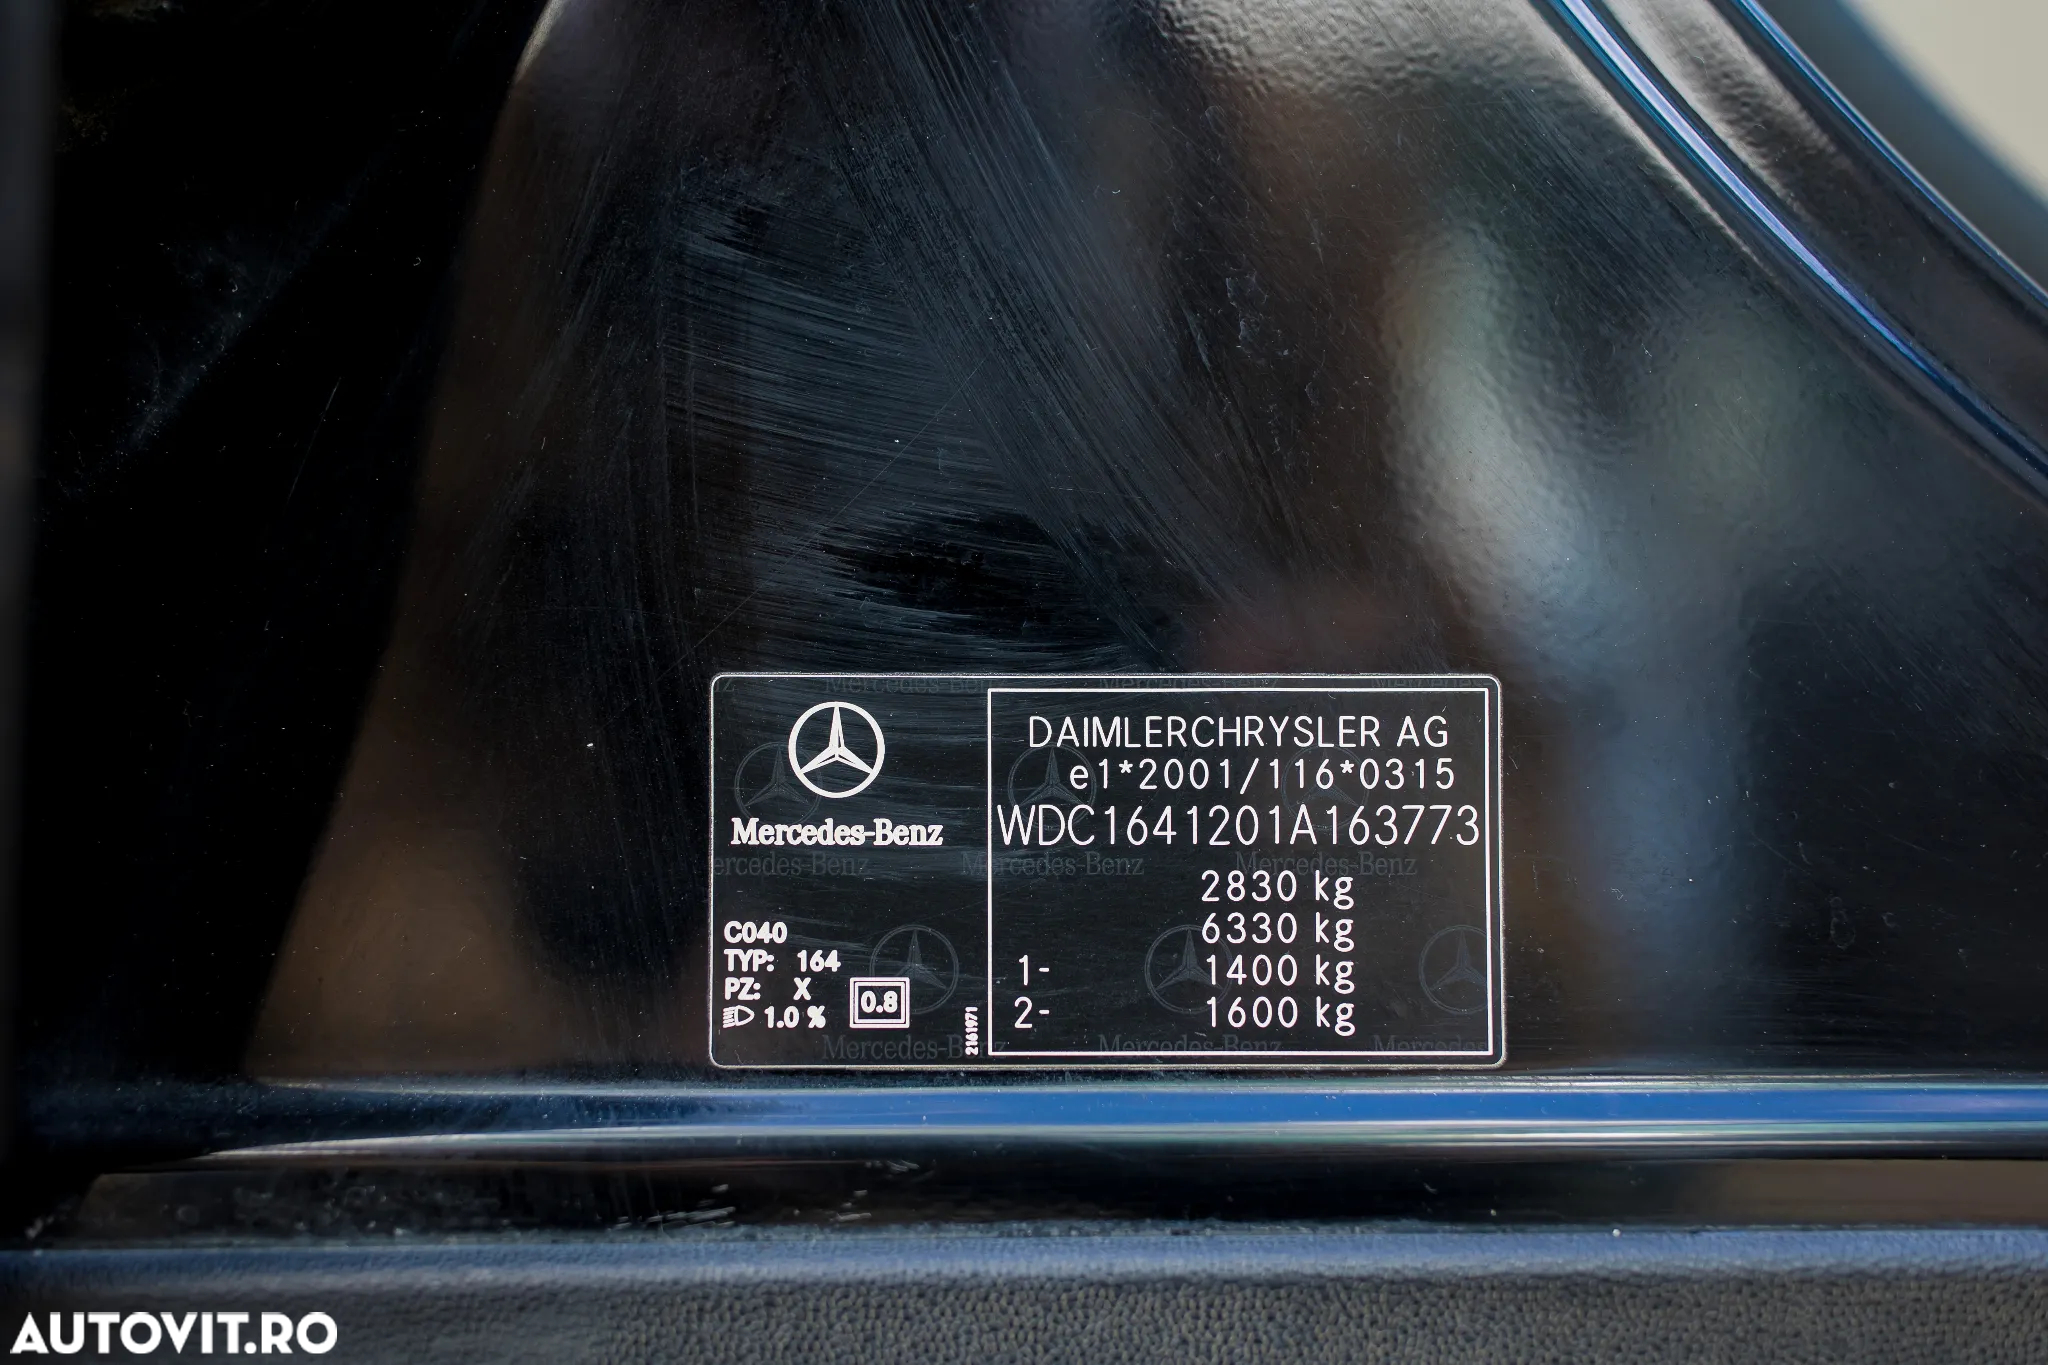 Mercedes-Benz
C040
TYP: 164
PZ: X
1.0 %
0.8
2161971
DAIMLERCHRYSLER AG
e1*2001/116*0315
WDC1641201A163773
2830 kg
6330 kg
1- 1400 kg
2- 1600 kg
AUTOVIT.RO